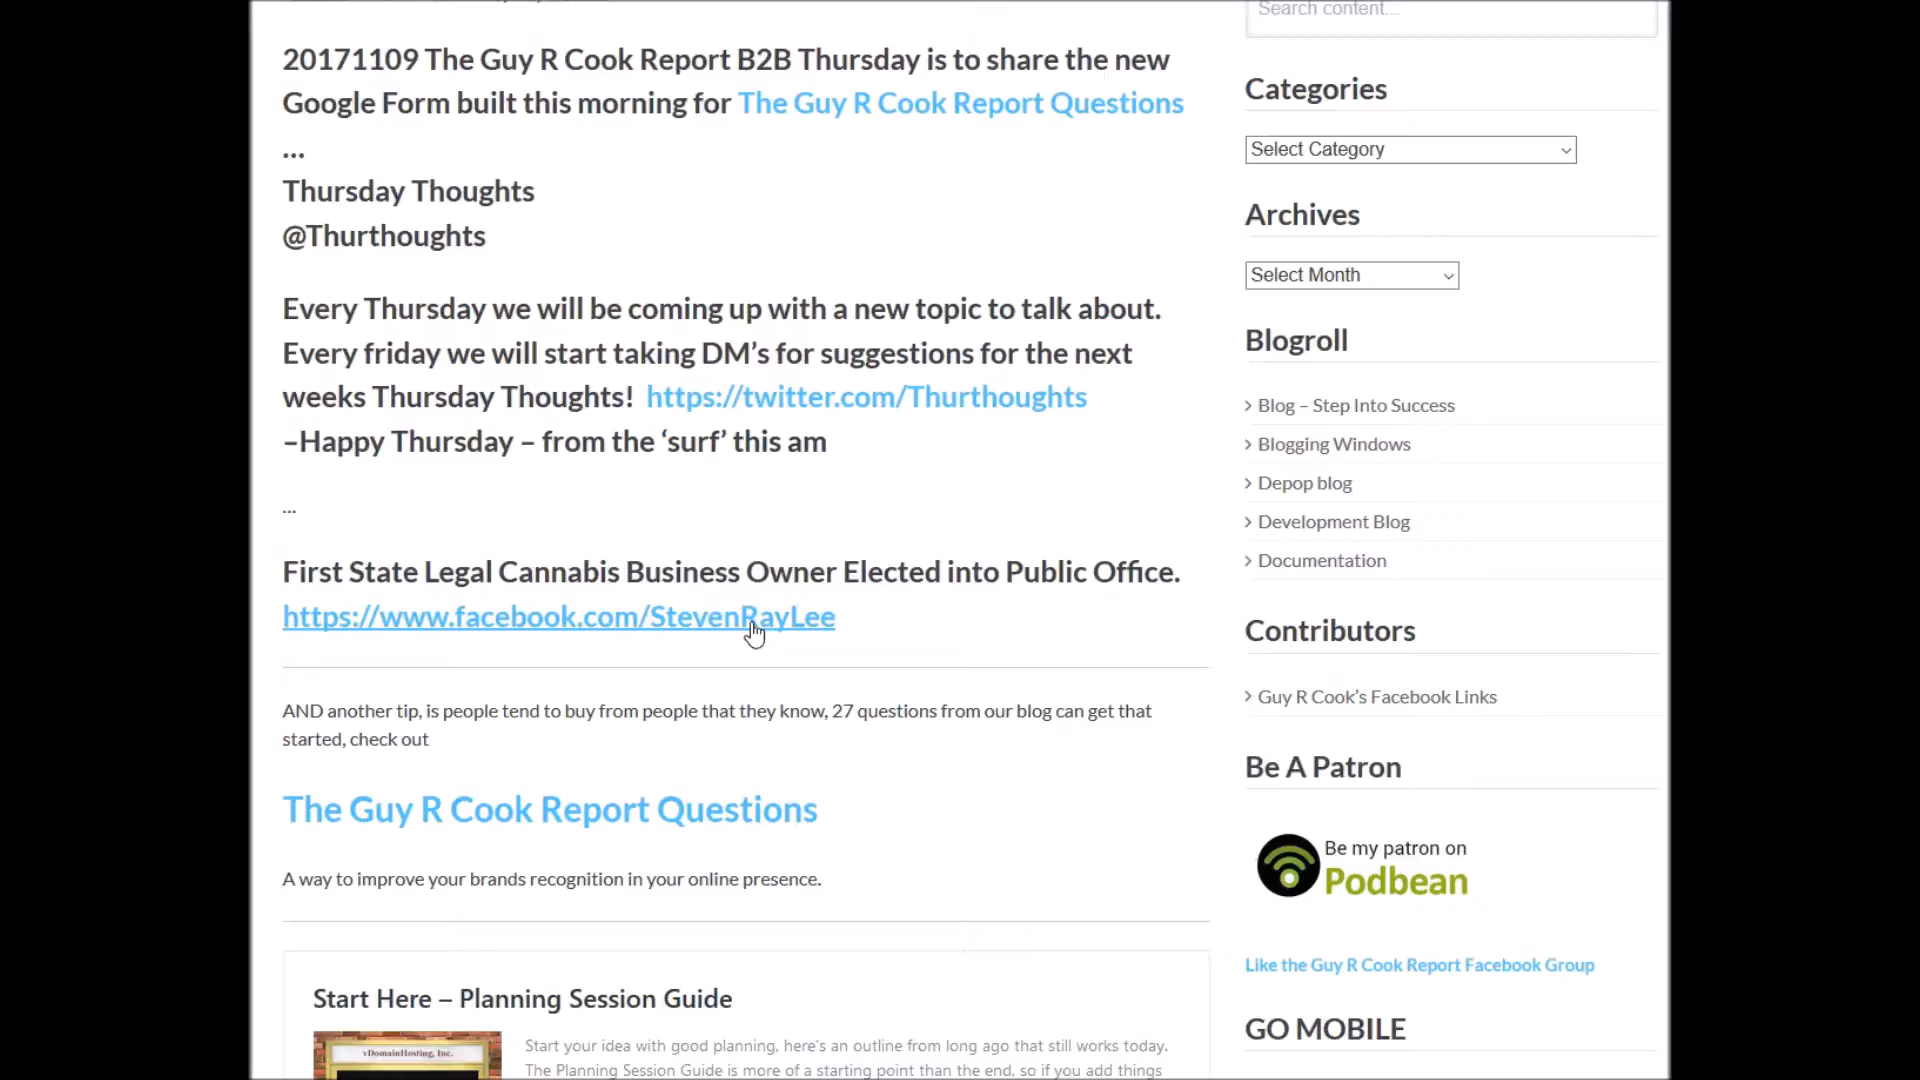 Search content...
20171109 The Guy R Cook Report B2B Thursday is to share the new
Google Form built this morning for The Guy R Cook Report Questions
...
Thursday Thoughts
@Thurthoughts
Every Thursday we will be coming up with a new topic to talk about.
Every friday we will start taking DM’s for suggestions for the next
weeks Thursday Thoughts! https://twitter.com/Thurthoughts
–Happy Thursday – from the ‘surf’ this am
...
First State Legal Cannabis Business Owner Elected into Public Office.
https://www.facebook.com/StevenRayLee
AND another tip, is people tend to buy from people that they know, 27 questions from our blog can get that
started, check out
The Guy R Cook Report Questions
A way to improve your brands recognition in your online presence.
Start Here – Planning Session Guide
vDomainHosting, Inc.
Start your idea with good planning, here's an outline from long ago that still works today.
The Planning Session Guide is more of a starting point than the end, so if you add things
Categories
Select Category
Archives
Select Month
Blogroll
Blog – Step Into Success
Blogging Windows
Depop blog
Development Blog
Documentation
Contributors
Guy R Cook’s Facebook Links
Be A Patron
Be my patron on
Podbean
Like the Guy R Cook Report Facebook Group
GO MOBILE